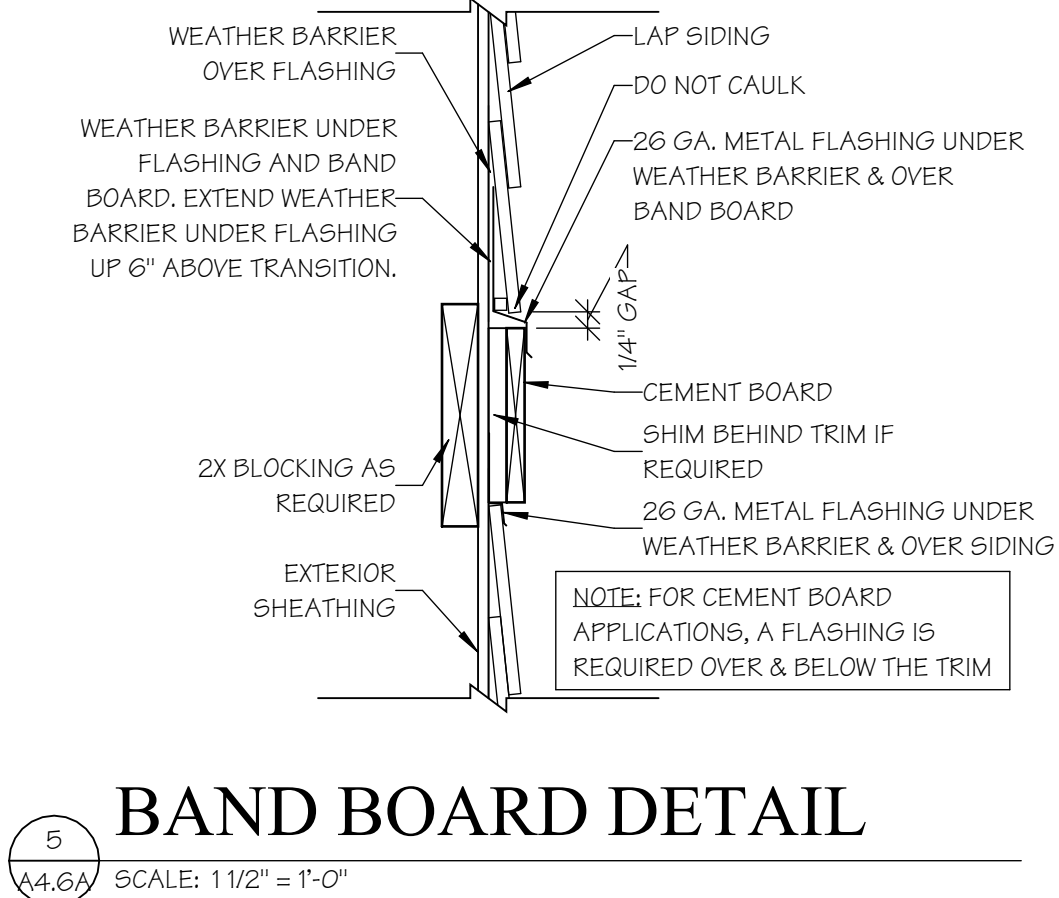 WEATHER BARRIER
OVER FLASHING
WEATHER BARRIER UNDER
FLASHING AND BAND
BOARD. EXTEND WEATHER
BARRIER UNDER FLASHING
UP 6" ABOVE TRANSITION.
2X BLOCKING AS
REQUIRED
EXTERIOR
SHEATHING
LAP SIDING
DO NOT CAULK
26 GA. METAL FLASHING UNDER
WEATHER BARRIER & OVER
BAND BOARD
1/4" GAP
CEMENT BOARD
SHIM BEHIND TRIM IF
REQUIRED
26 GA. METAL FLASHING UNDER
WEATHER BARRIER & OVER SIDING
NOTE: FOR CEMENT BOARD
APPLICATIONS, A FLASHING IS
REQUIRED OVER & BELOW THE TRIM
BAND BOARD DETAIL
5
A4.6A
SCALE: 1 1/2" = 1'-0"